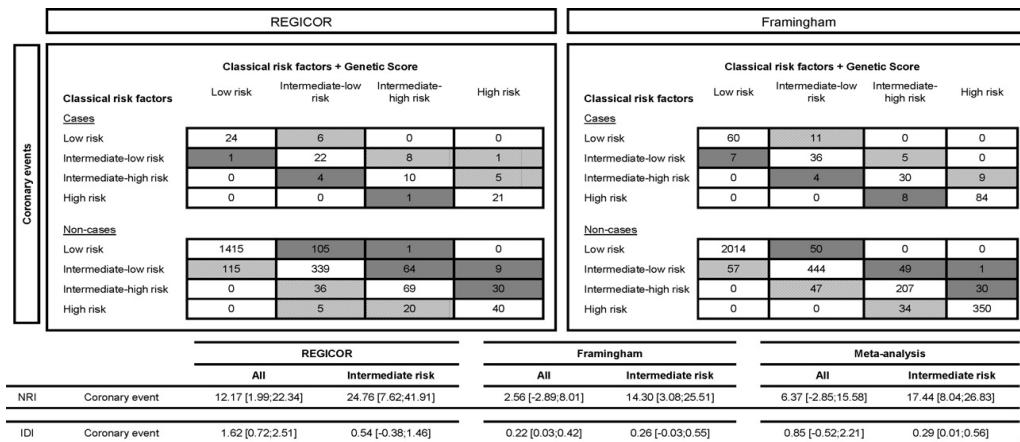 REGICOR Framingham
Coronary events
Classical risk factors + Genetic Score
Classical risk factors Low risk Intermediate-low risk Intermediate-high risk High risk
Cases
Low risk 24 6 0 0
Intermediate-low risk 1 22 8 1
Intermediate-high risk 0 4 10 5
High risk 0 0 1 21
Non-cases
Low risk 1415 105 1 0
Intermediate-low risk 115 339 64 9
Intermediate-high risk 0 36 69 30
High risk 0 5 20 40
Classical risk factors + Genetic Score
Classical risk factors Low risk Intermediate-low risk Intermediate-high risk High risk
Cases
Low risk 60 11 0 0
Intermediate-low risk 7 36 5 0
Intermediate-high risk 0 4 30 9
High risk 0 0 8 84
Non-cases
Low risk 2014 50 0 0
Intermediate-low risk 57 444 49 1
Intermediate-high risk 0 47 207 30
High risk 0 0 34 350
REGICOR Framingham Meta-analysis
All Intermediate risk All Intermediate risk All Intermediate risk
NRI Coronary event 12.17 [1.99;22.34] 24.76 [7.62;41.91] 2.56 [-2.89;8.01] 14.30 [3.08;25.51] 6.37 [-2.85;15.58] 17.44 [8.04;26.83]
IDI Coronary event 1.62 [0.72;2.51] 0.54 [-0.38;1.46] 0.22 [0.03;0.42] 0.26 [-0.03;0.55] 0.85 [-0.52;2.21] 0.29 [0.01;0.56]